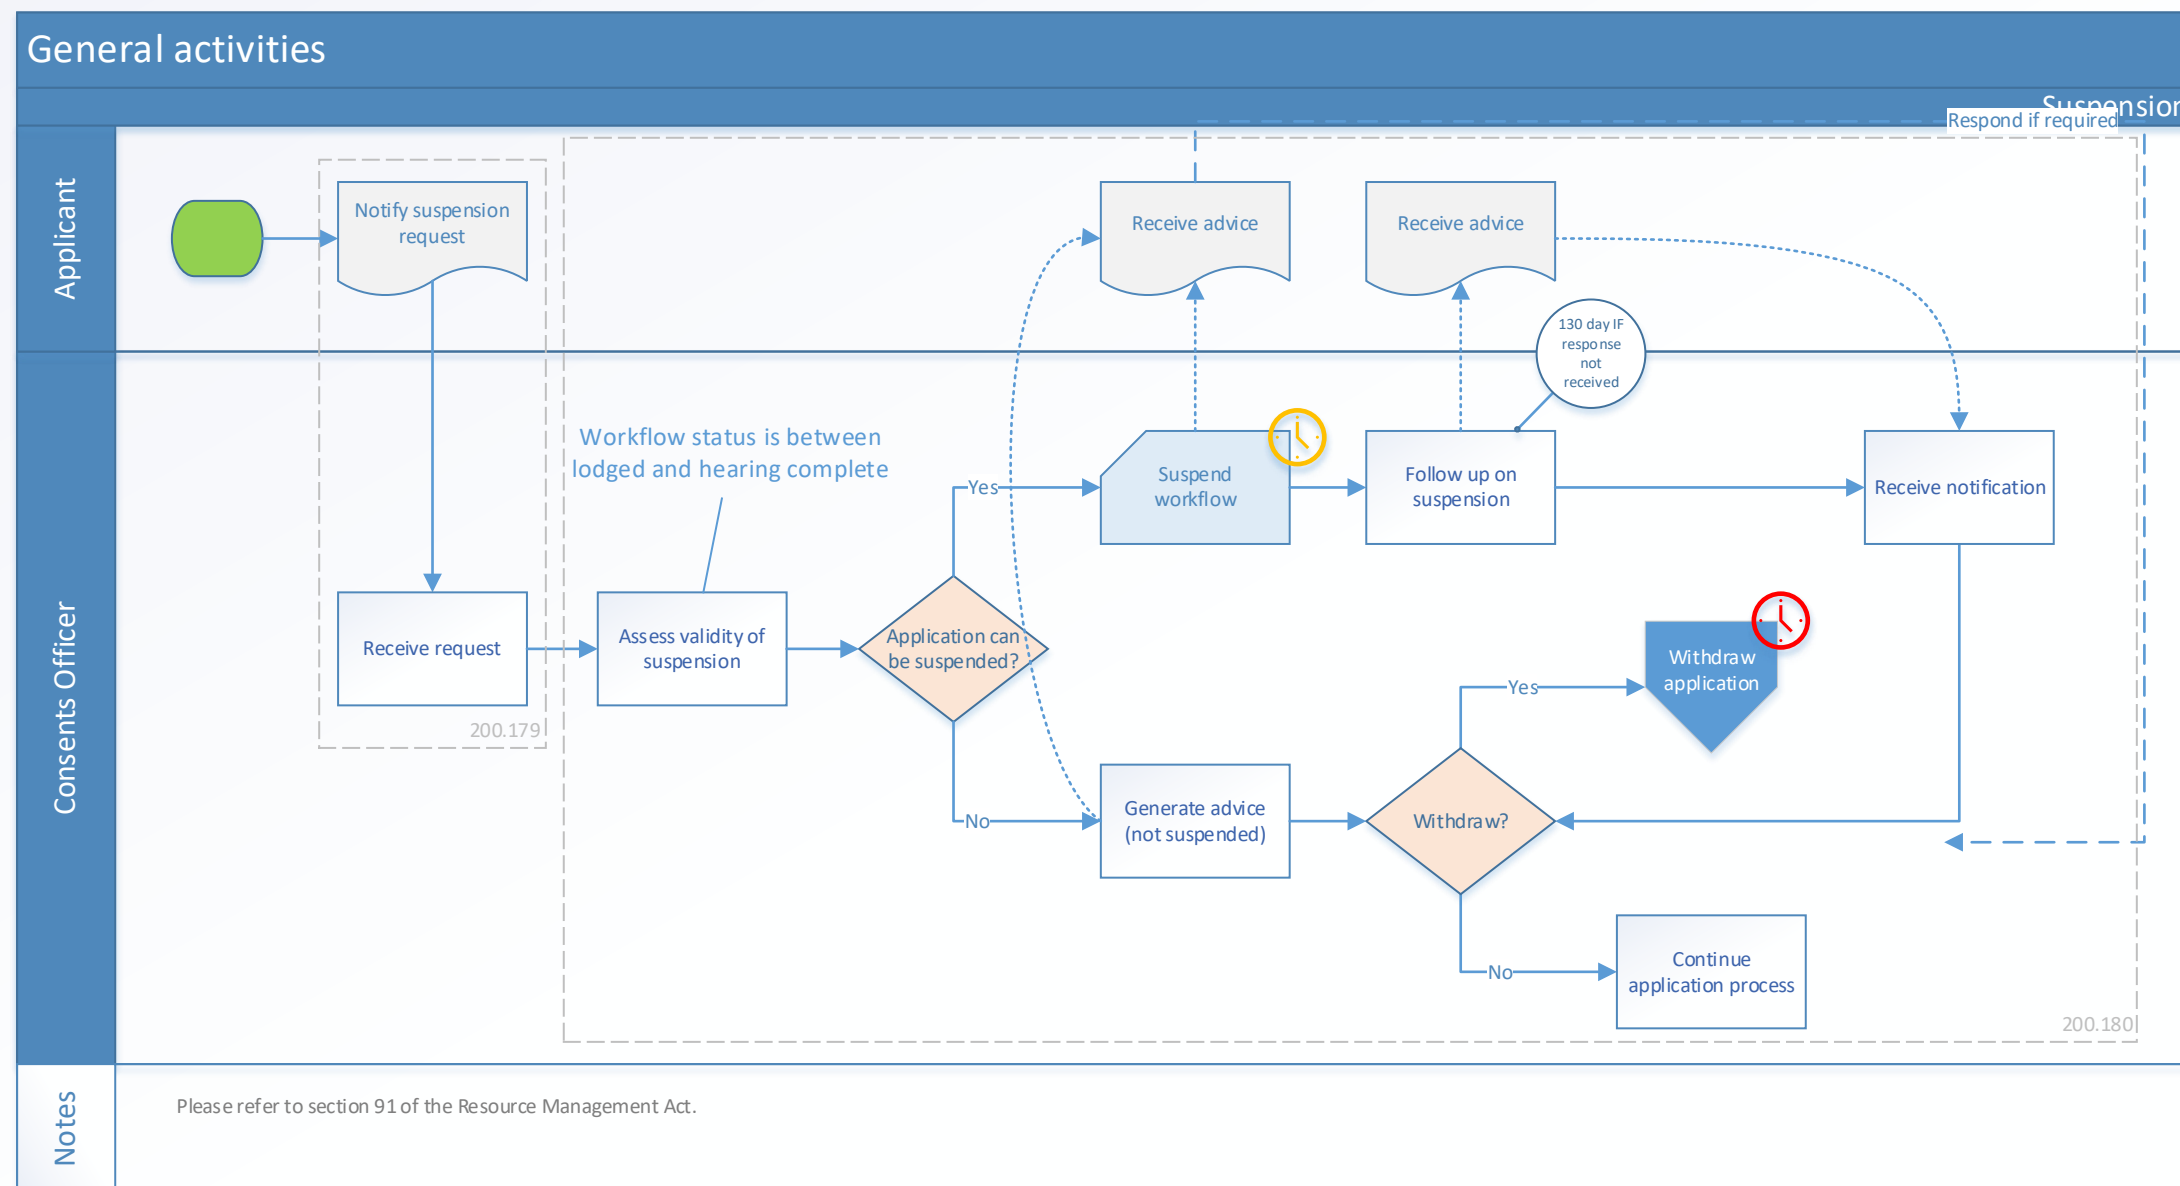 General activities
Suspension
Respond if required
Applicant
Notify suspension
request
Receive advice
Receive advice
130 day IF
response
not
received
Consents Officer
Workflow status is between
lodged and hearing complete
Yes
Suspend
workflow
Follow up on
suspension
Receive notification
Receive request
Assess validity of
suspension
Application can
be suspended?
Withdraw
application
Yes
200.179
No
Generate advice
(not suspended)
Withdraw?
No
Continue
application process
200.180
Notes
Please refer to section 91 of the Resource Management Act.